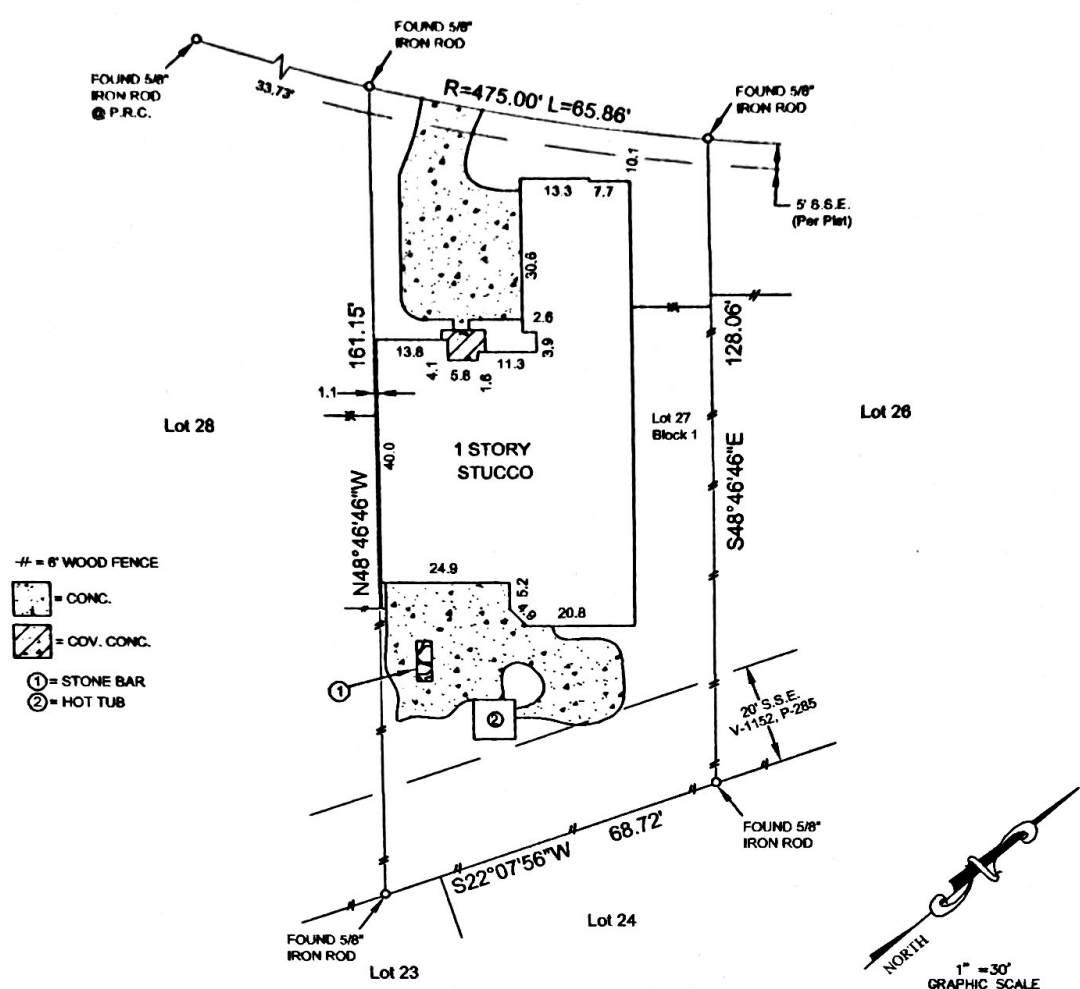 FOUND 5/8"
IRON ROD
FOUND 5/8"
IRON ROD
@ P.R.C.
33.73'
R=475.00' L=65.86'
FOUND 5/8"
IRON ROD
10.1
5' S.S.E.
(Per Plat)
13.3
7.7
30.6
2.6
3.9
13.8
4.1
5.8
1.6
11.3
161.15'
128.06'
1.1
Lot 28
Lot 27
Block 1
Lot 26
40.0
1 STORY
STUCCO
N48°46'46"W
S48°46'46"E
-//- = 6' WOOD FENCE
= CONC.
= COV. CONC.
1 = STONE BAR
2 = HOT TUB
24.9
5.2
4.9
20.8
1
2
20' S.S.E.
V-1152, P-285
68.72'
S22°07'56"W
FOUND 5/8"
IRON ROD
FOUND 5/8"
IRON ROD
Lot 24
Lot 23
NORTH
1" =30'
GRAPHIC SCALE